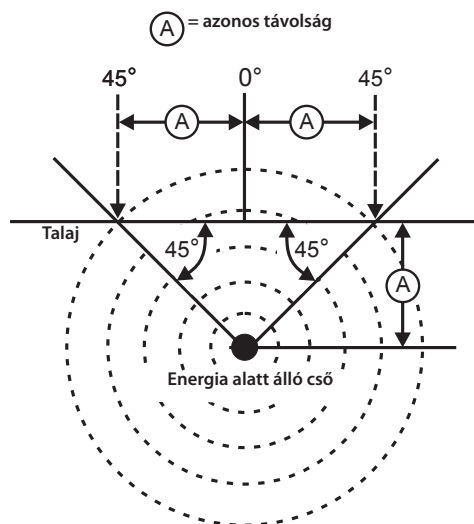 A = azonos távolság
45° 0° 45°
A A
Talaj
45° 45°
A
Energia alatt álló cső